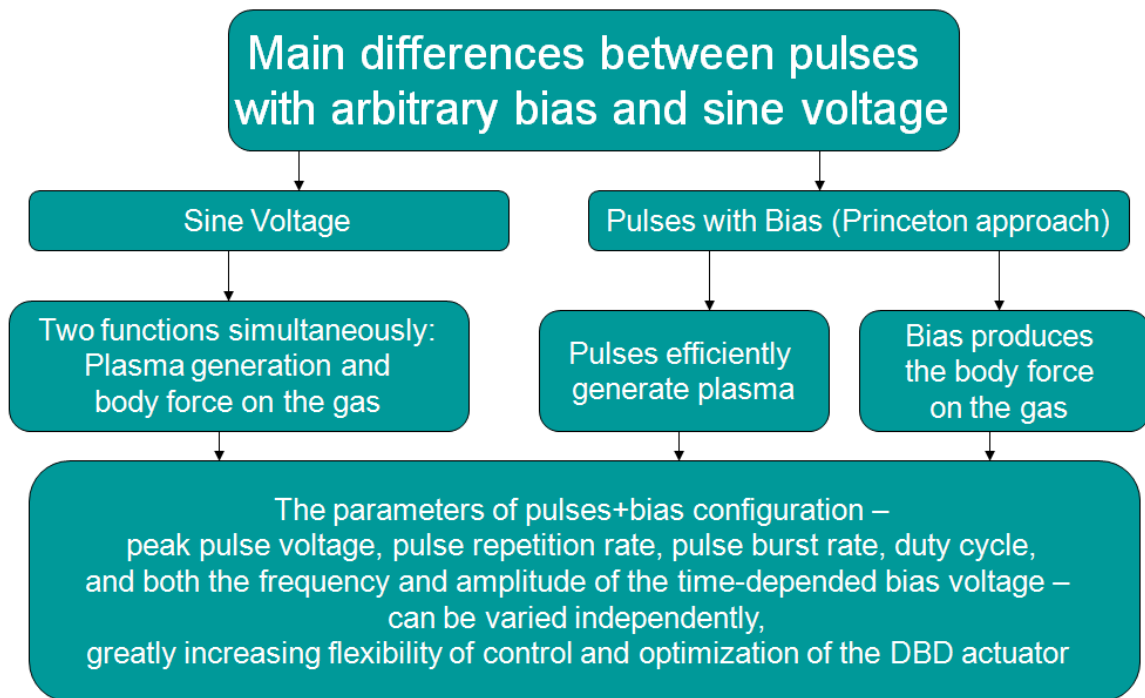 Main differences between pulses
with arbitrary bias and sine voltage
Sine Voltage
Pulses with Bias (Princeton approach)
Two functions simultaneously:
Plasma generation and
body force on the gas
Pulses efficiently
generate plasma
Bias produces
the body force
on the gas
The parameters of pulses+bias configuration –
peak pulse voltage, pulse repetition rate, pulse burst rate, duty cycle,
and both the frequency and amplitude of the time-depended bias voltage –
can be varied independently,
greatly increasing flexibility of control and optimization of the DBD actuator